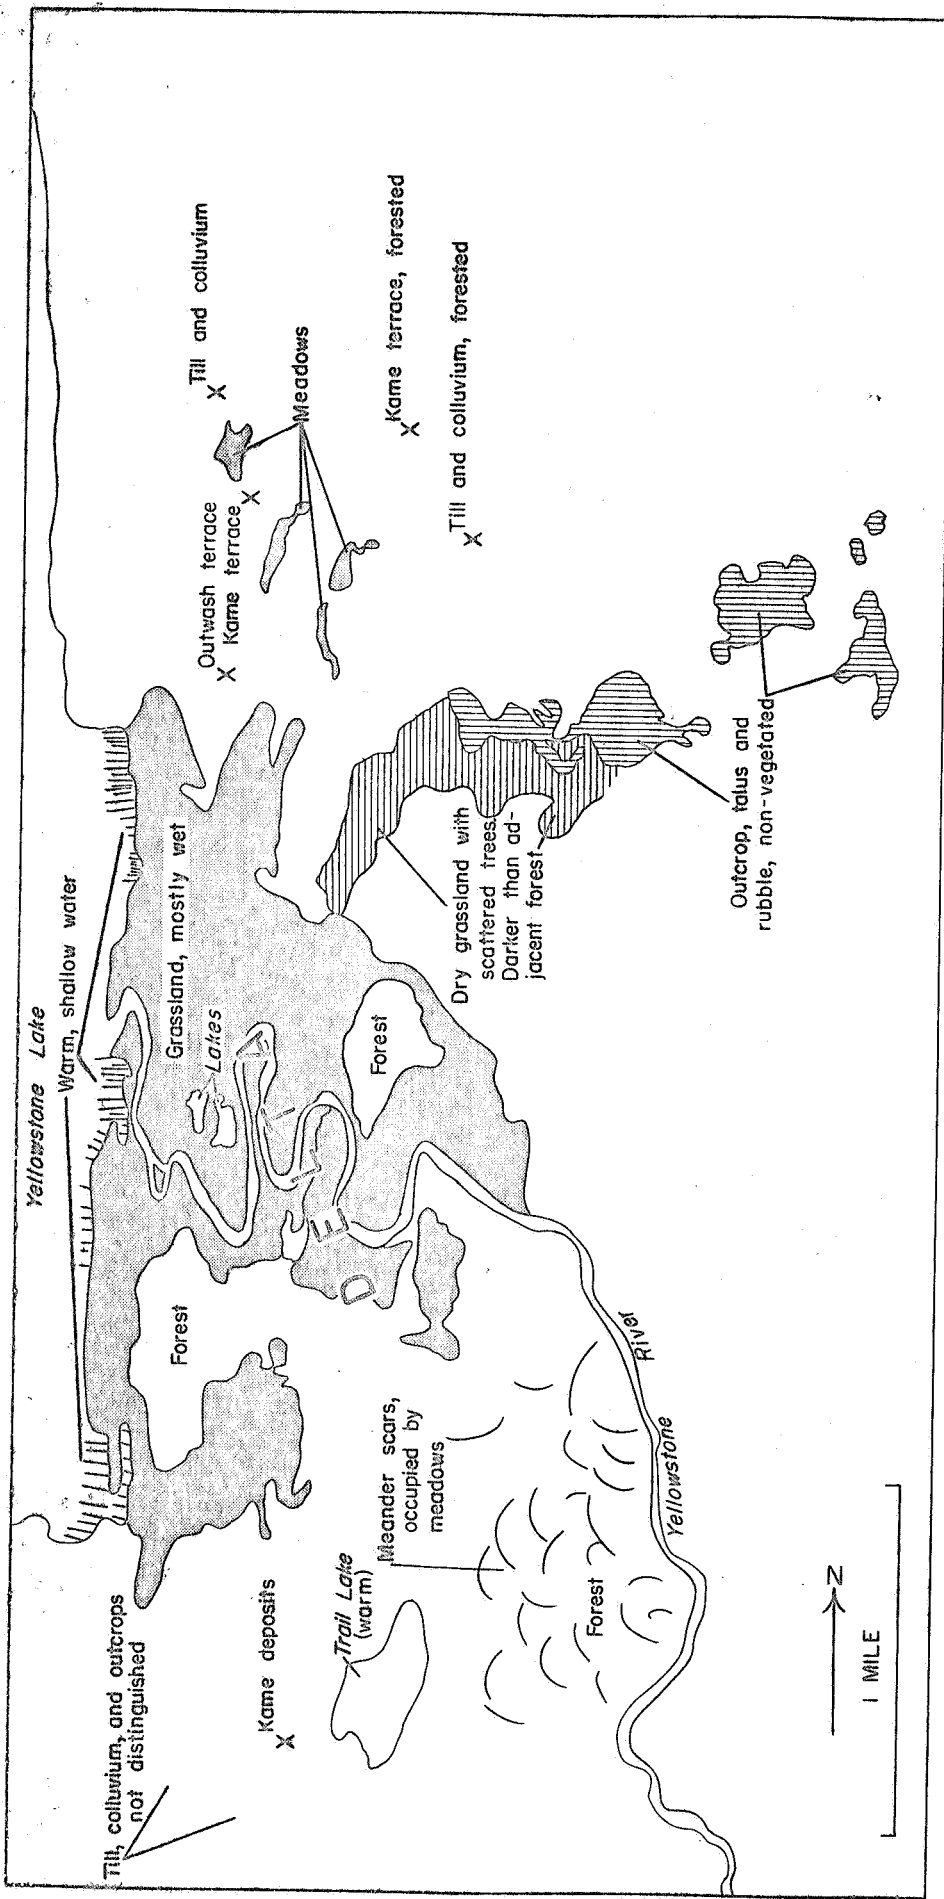 Yellowstone Lake
Warm, shallow water
Till, colluvium, and outcrops
not distinguished
Forest
Grassland, mostly wet
Lakes
Outwash terrace
X
Kame terrace X
X Till and colluvium
Meadows
Kame deposits
X
Trail Lake
(warm)
Meander scars,
occupied by
meadows
DELTA
Forest
X Kame terrace, forested
X Till and colluvium, forested
Dry grassland with
scattered trees.
Darker than ad-
jacent forest
Forest
Yellowstone
River
Outcrop, talus and
rubble, non-vegetated
N
1 MILE